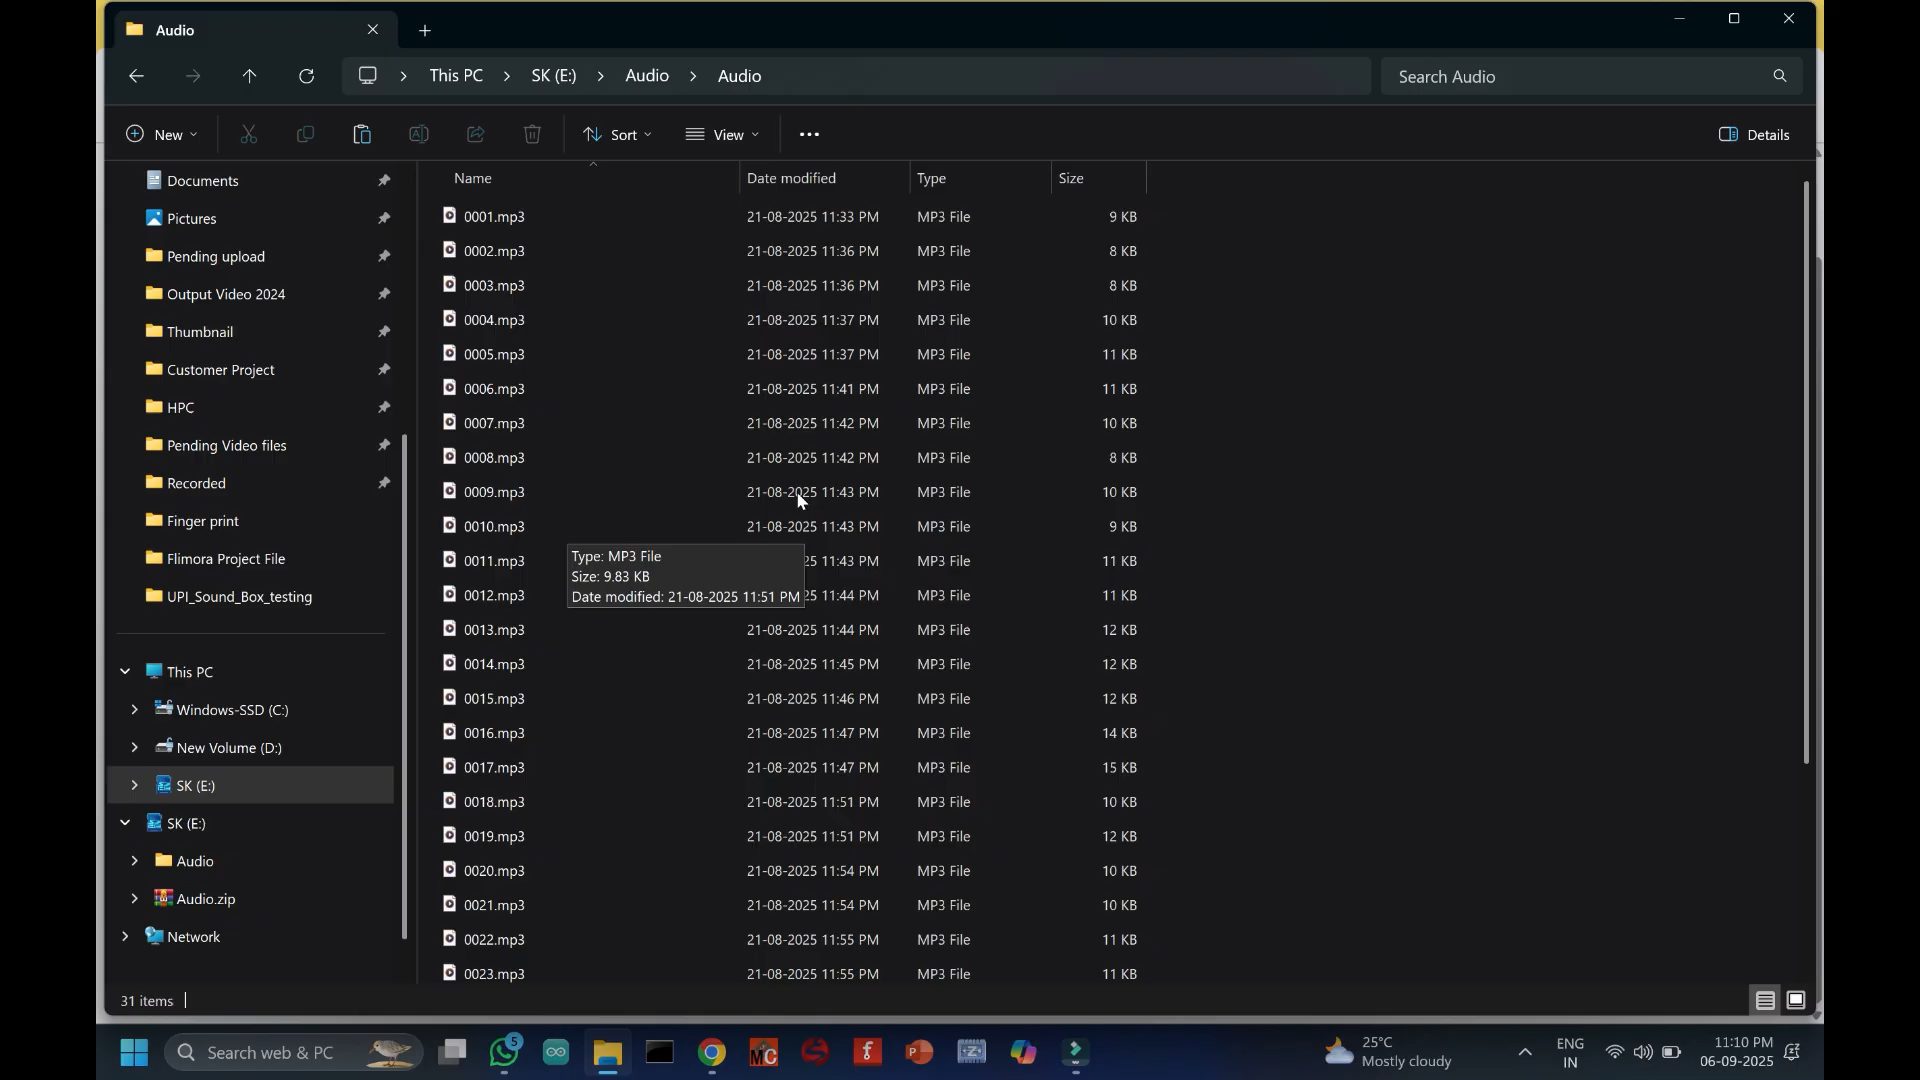 Audio
This PC > SK (E:) > Audio > Audio
Search Audio
New
Sort
View
Details
Documents
Pictures
Pending upload
Output Video 2024
Thumbnail
Customer Project
HPC
Pending Video files
Recorded
Finger print
Flimora Project File
UPI_Sound_Box_testing
This PC
Windows-SSD (C:)
New Volume (D:)
SK (E:)
SK (E:)
Audio
Audio.zip
Network
Name Date modified Type Size
0001.mp3 21-08-2025 11:33 PM MP3 File 9 KB
0002.mp3 21-08-2025 11:36 PM MP3 File 8 KB
0003.mp3 21-08-2025 11:36 PM MP3 File 8 KB
0004.mp3 21-08-2025 11:37 PM MP3 File 10 KB
0005.mp3 21-08-2025 11:37 PM MP3 File 11 KB
0006.mp3 21-08-2025 11:41 PM MP3 File 11 KB
0007.mp3 21-08-2025 11:42 PM MP3 File 10 KB
0008.mp3 21-08-2025 11:42 PM MP3 File 8 KB
0009.mp3 21-08-2025 11:43 PM MP3 File 10 KB
0010.mp3 21-08-2025 11:43 PM MP3 File 9 KB
0011.mp3 25 11:43 PM MP3 File 11 KB
0012.mp3 25 11:44 PM MP3 File 11 KB
0013.mp3 21-08-2025 11:44 PM MP3 File 12 KB
0014.mp3 21-08-2025 11:45 PM MP3 File 12 KB
0015.mp3 21-08-2025 11:46 PM MP3 File 12 KB
0016.mp3 21-08-2025 11:47 PM MP3 File 14 KB
0017.mp3 21-08-2025 11:47 PM MP3 File 15 KB
0018.mp3 21-08-2025 11:51 PM MP3 File 10 KB
0019.mp3 21-08-2025 11:51 PM MP3 File 12 KB
0020.mp3 21-08-2025 11:54 PM MP3 File 10 KB
0021.mp3 21-08-2025 11:54 PM MP3 File 10 KB
0022.mp3 21-08-2025 11:55 PM MP3 File 11 KB
0023.mp3 21-08-2025 11:55 PM MP3 File 11 KB
Type: MP3 File
Size: 9.83 KB
Date modified: 21-08-2025 11:51 PM
31 items
Search web & PC
5
25°C
Mostly cloudy
ENG
IN
11:10 PM
06-09-2025